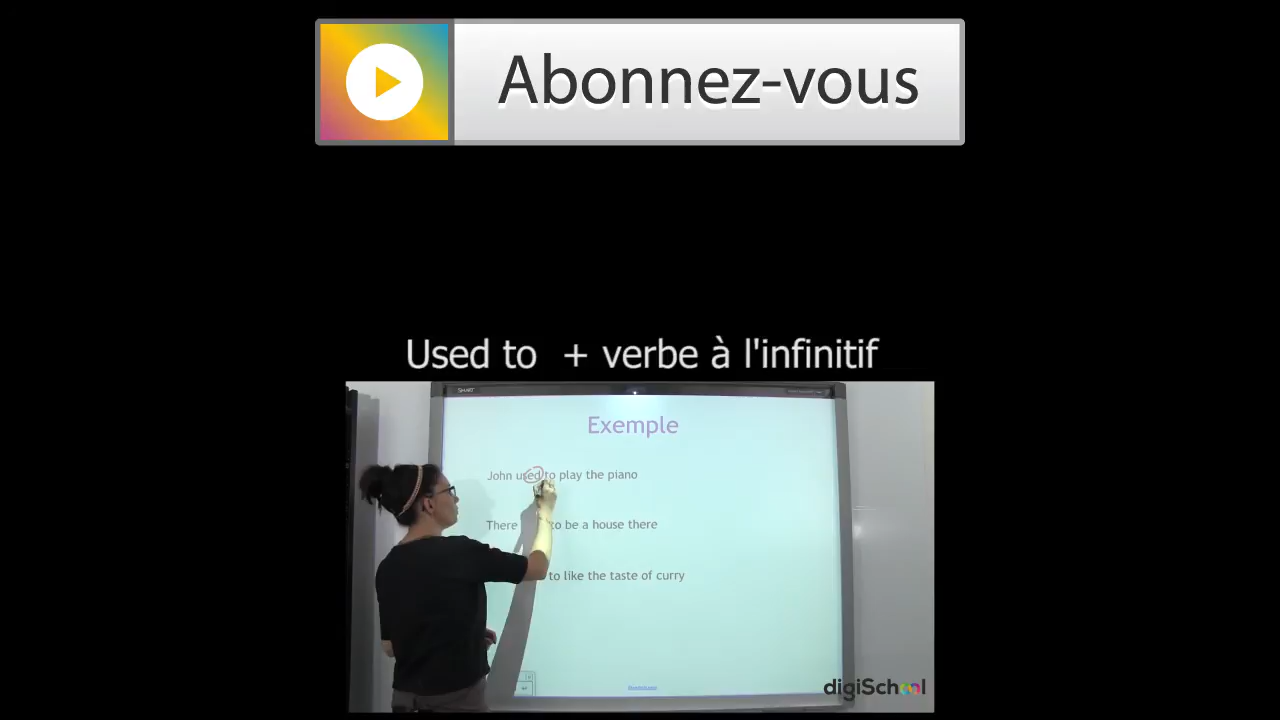 Abonnez-vous
Used to + verbe à l'infinitif
SMART
Exemple
John used to play the piano
There to be a house there
to like the taste of curry
digiSchool